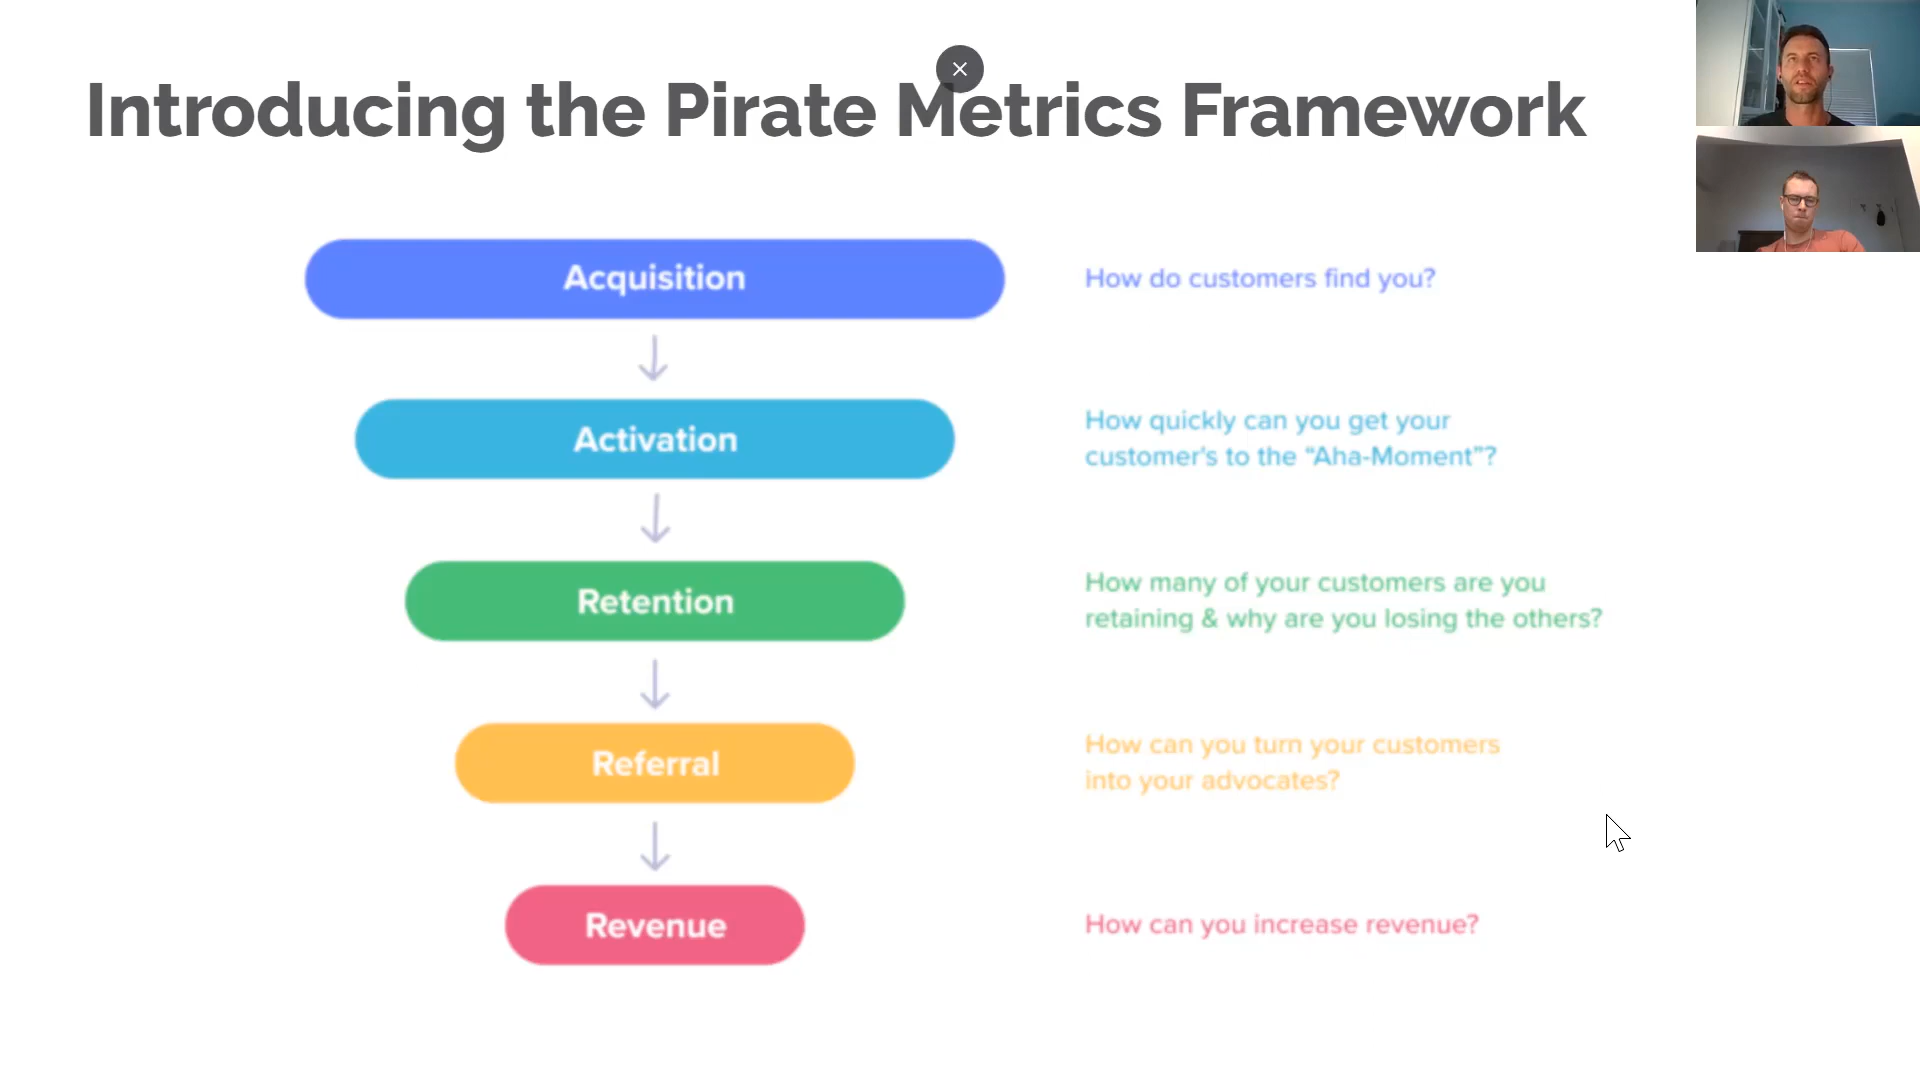 Introducing the Pirate Metrics Framework
Acquisition
How do customers find you?
Activation
How quickly can you get your
customer's to the “Aha-Moment”?
Retention
How many of your customers are you
retaining & why are you losing the others?
Referral
How can you turn your customers
into your advocates?
Revenue
How can you increase revenue?